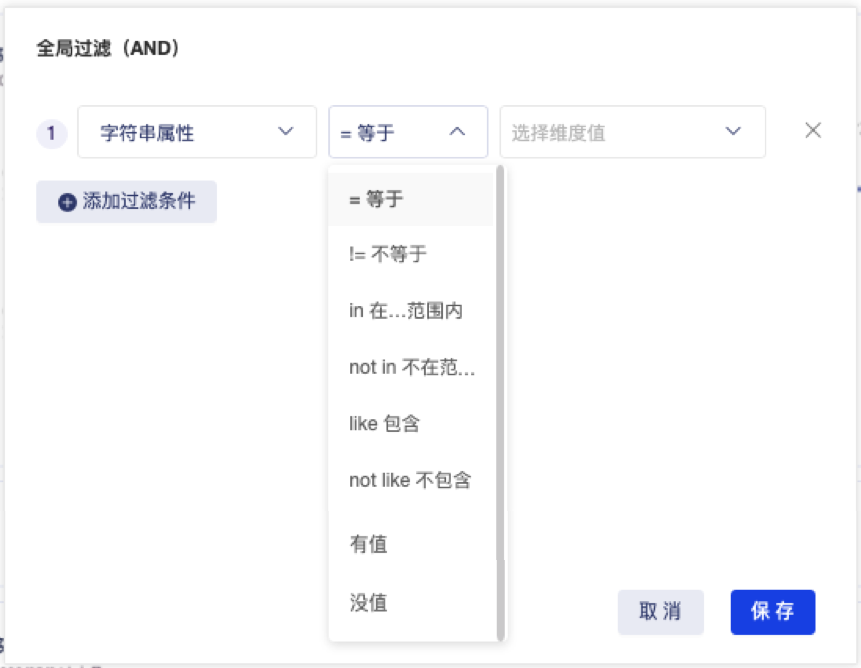 全局过滤（AND）
1 字符串属性 = 等于 选择维度值
添加过滤条件
= 等于
!= 不等于
in 在...范围内
not in 不在范...
like 包含
not like 不包含
有值
没值
取消 保存